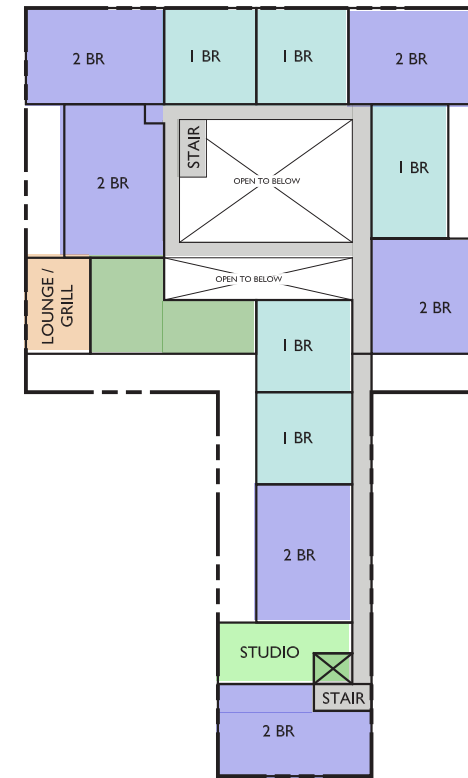 2 BR
1 BR
1 BR
2 BR
STAIR
2 BR
OPEN TO BELOW
1 BR
LOUNGE /
GRILL
OPEN TO BELOW
2 BR
1 BR
1 BR
2 BR
STUDIO
STAIR
2 BR